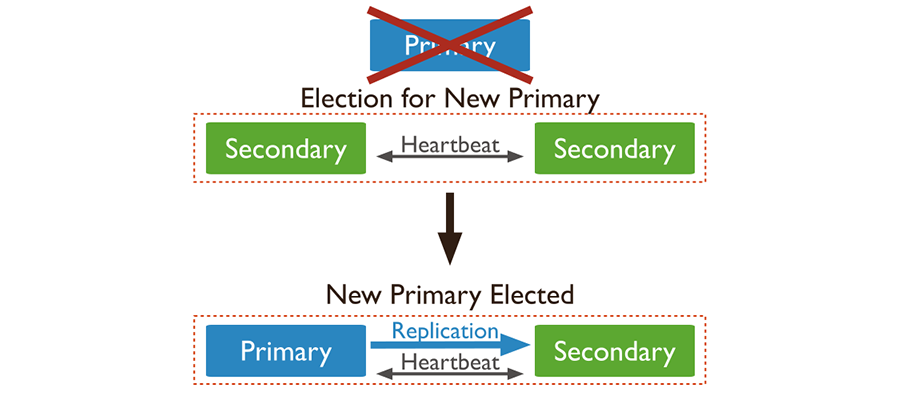 Primary
Election for New Primary
Secondary Heartbeat Secondary
New Primary Elected
Replication
Primary Heartbeat Secondary